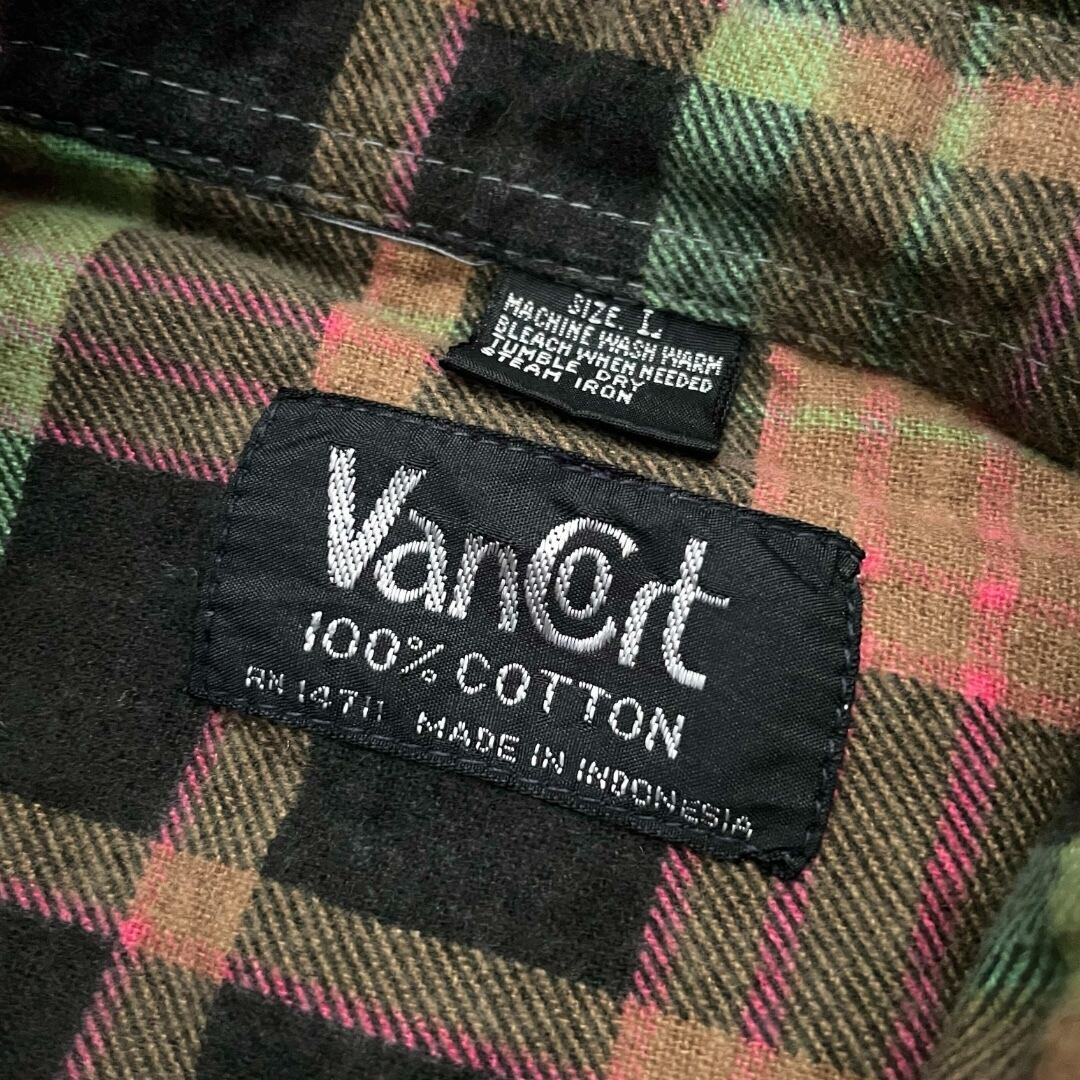 SIZE. L.
MACHINE WASH WARM
BLEACH WHEN NEEDED
TUMBLE DRY
STEAM IRON
VanCort
100% COTTON
RN 14711 MADE IN INDONESIA